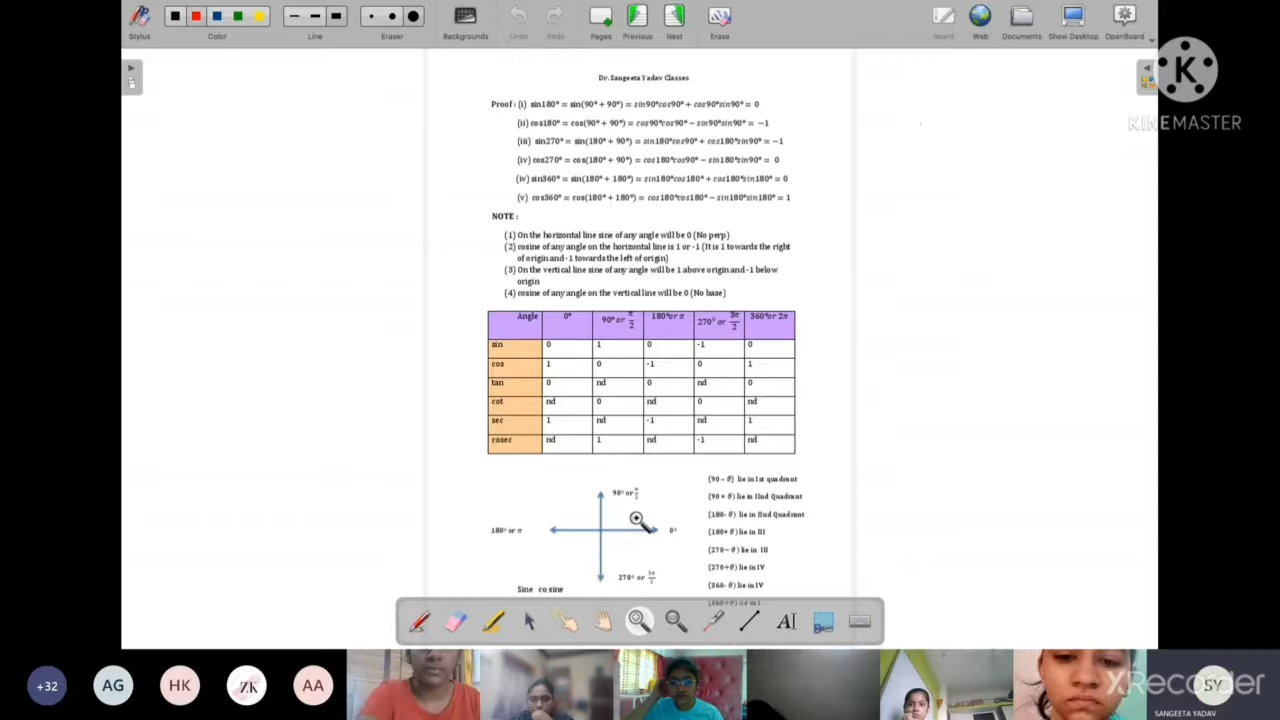 Stylus
Color
Line
Eraser
Backgrounds
Undo
Redo
Pages
Previous
Next
Erase
Board
Web
Documents
Show Desktop
OpenBoard
K
KINEMASTER
Dr. Sangeeta Yadav Classes
Proof : (i) sin180° = sin(90° + 90°) = sin90°cos90° + cos90°sin90° = 0
(ii) cos180° = cos(90° + 90°) = cos90°cos90° − sin90°sin90° = −1
(iii) sin270° = sin(180° + 90°) = sin180°cos90° + cos180°sin90° = −1
(iv) cos270° = cos(180° + 90°) = cos180°cos90° − sin180°sin90° = 0
(iv) sin360° = sin(180° + 180°) = sin180°cos180° + cos180°sin180° = 0
(v) cos360° = cos(180° + 180°) = cos180°cos180° − sin180°sin180° = 1
NOTE :
(1) On the horizontal line sine of any angle will be 0 (No perp)
(2) cosine of any angle on the horizontal line is 1 or -1 (It is 1 towards the right
of origin and -1 towards the left of origin)
(3) On the vertical line sine of any angle will be 1 above origin and -1 below
origin
(4) cosine of any angle on the vertical line will be 0 (No base)
Angle 0° 90° or π/2 180°or π 270° or 3π/2 360°or 2π
sin 0 1 0 -1 0
cos 1 0 -1 0 1
tan 0 nd 0 nd 0
cot nd 0 nd 0 nd
sec 1 nd -1 nd 1
cosec nd 1 nd -1 nd
90° or π/2
180° or π
0°
270° or 3π/2
Sine cosine
(90 − θ) lie in Ist quadrant
(90 + θ) lie in IInd Quadrant
(180- θ) lie in IInd Quadrant
(180+ θ) lie in III
(270− θ) lie in III
(270+θ) lie in IV
(360- θ) lie in IV
(360+θ) lie in I
+32
AG
HK
ZK
AA
SY
XRecorder
SANGEETA YADAV